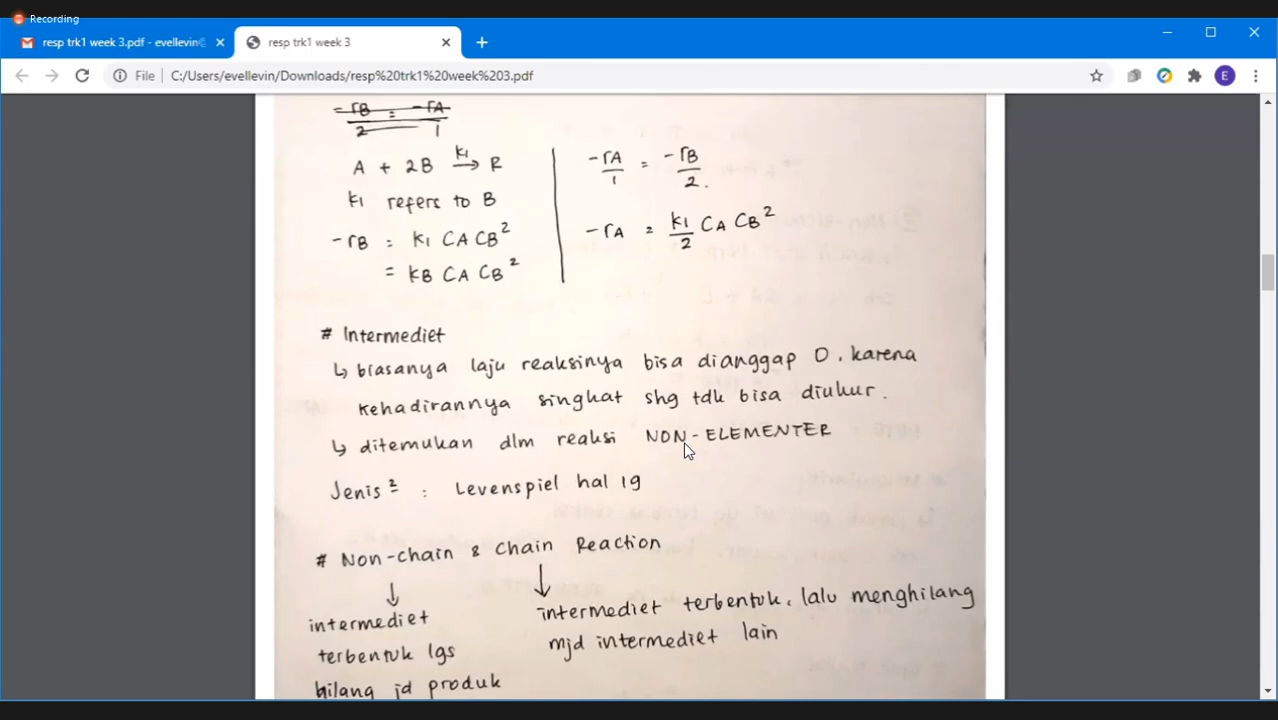 Recording
resp trk1 week 3.pdf - evellevin@
resp trk1 week 3
File
C:/Users/evellevin/Downloads/resp%20trk1%20week%203.pdf
E
-rB = -rA
2 1
A + 2B k1 → R
k1 refers to B
-rB = k1 CA CB²
= kB CA CB²
-rA = -rB
1 2.
-rA = k1 CA CB²
2
# Intermediet
↳ biasanya laju reaksinya bisa dianggap 0, karena
kehadirannya singkat shg tdk bisa diukur.
↳ ditemukan dlm reaksi NON-ELEMENTER
Jenis² : Levenspiel hal 19
# Non-chain & Chain Reaction
↓ ↓
intermediet
terbentuk lgs
hilang jd produk
intermediet terbentuk, lalu menghilang
mjd intermediet lain